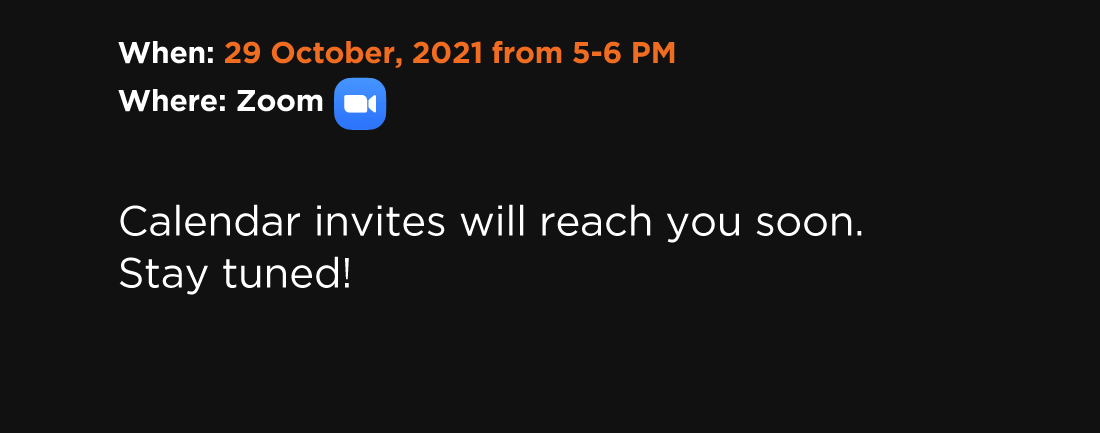 When: 29 October, 2021 from 5-6 PM
Where: Zoom
Calendar invites will reach you soon.
Stay tuned!